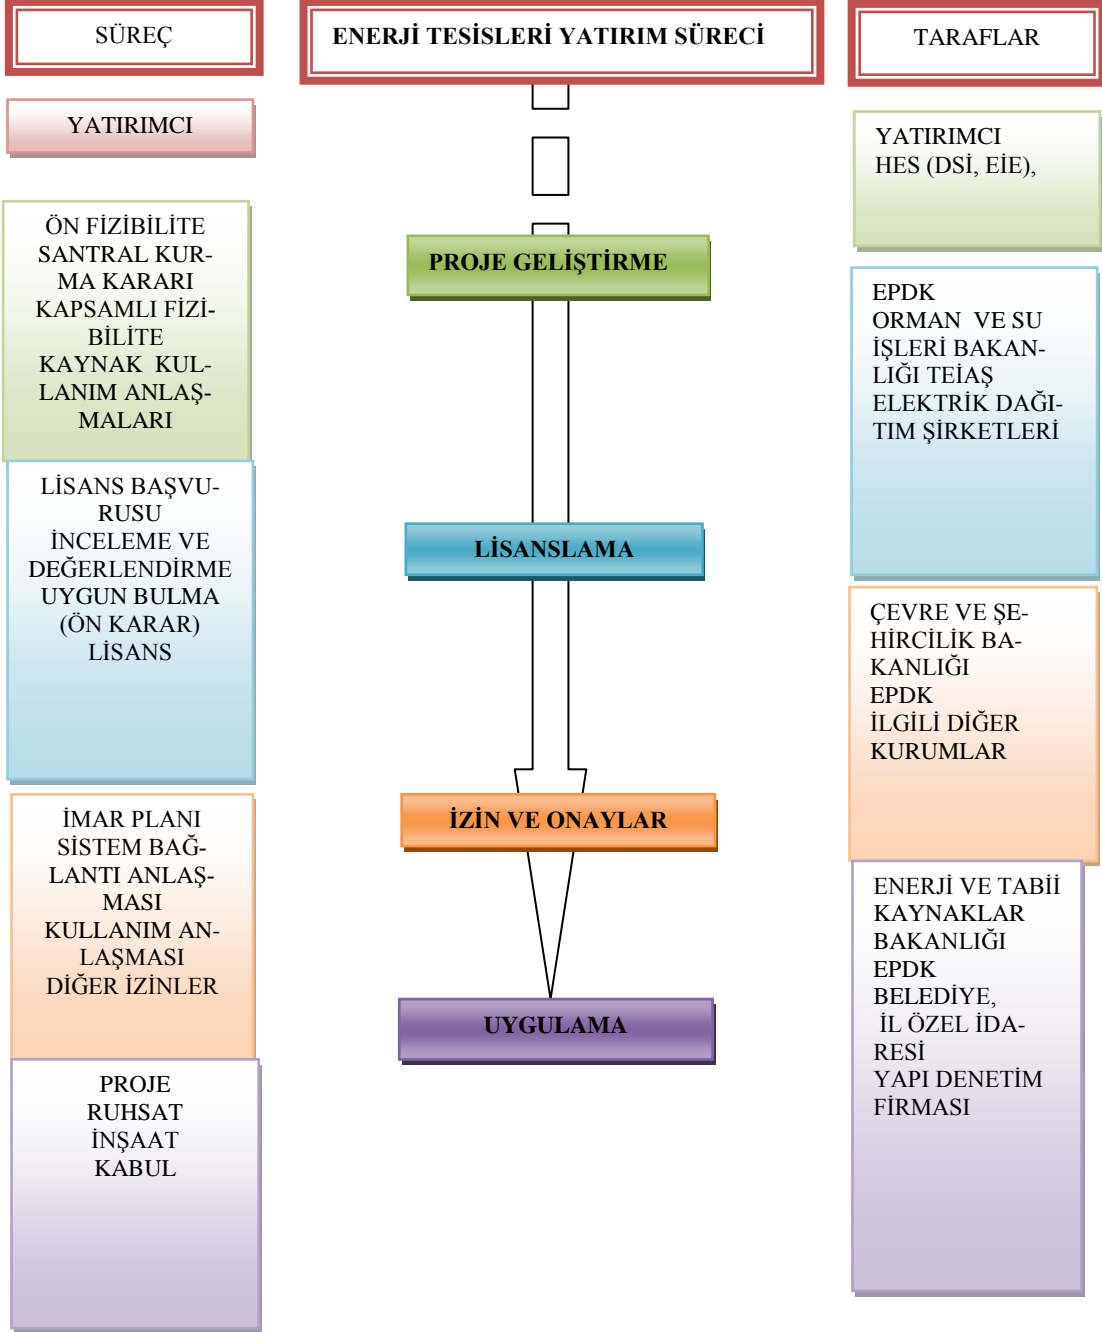 SÜREÇ
YATIRIMCI
ÖN FİZİBİLİTE
SANTRAL KUR-
MA KARARI
KAPSAMLI FİZİ-
BİLİTE
KAYNAK  KUL-
LANIM ANLAŞ-
MALARI
LİSANS BAŞVU-
RUSU
İNCELEME VE
DEĞERLENDİRME
UYGUN BULMA
(ÖN KARAR)
LİSANS
İMAR PLANI
SİSTEM BAĞ-
LANTI ANLAŞ-
MASI
KULLANIM AN-
LAŞMASI
DİĞER İZİNLER
PROJE
RUHSAT
İNŞAAT
KABUL
ENERJİ TESİSLERİ YATIRIM SÜRECİ
PROJE GELİŞTİRME
LİSANSLAMA
İZİN VE ONAYLAR
UYGULAMA
TARAFLAR
YATIRIMCI
HES (DSİ, EİE),
EPDK
ORMAN  VE SU
İŞLERİ BAKAN-
LIĞI TEİAŞ
ELEKTRİK DAĞI-
TIM ŞİRKETLERİ
ÇEVRE VE ŞE-
HİRCİLİK BA-
KANLIĞI
EPDK
İLGİLİ DİĞER
KURUMLAR
ENERJİ VE TABİİ
KAYNAKLAR
BAKANLIĞI
EPDK
BELEDİYE,
İL ÖZEL İDA-
RESİ
YAPI DENETİM
FİRMASI